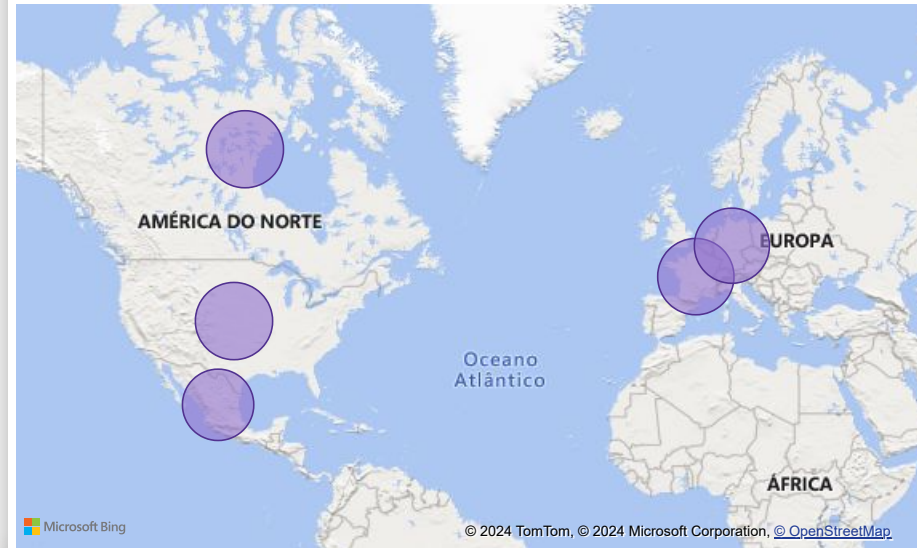 AMÉRICA DO NORTE
EUROPA
Oceano
Atlântico
ÁFRICA
Microsoft Bing
© 2024 TomTom, © 2024 Microsoft Corporation, © OpenStreetMap